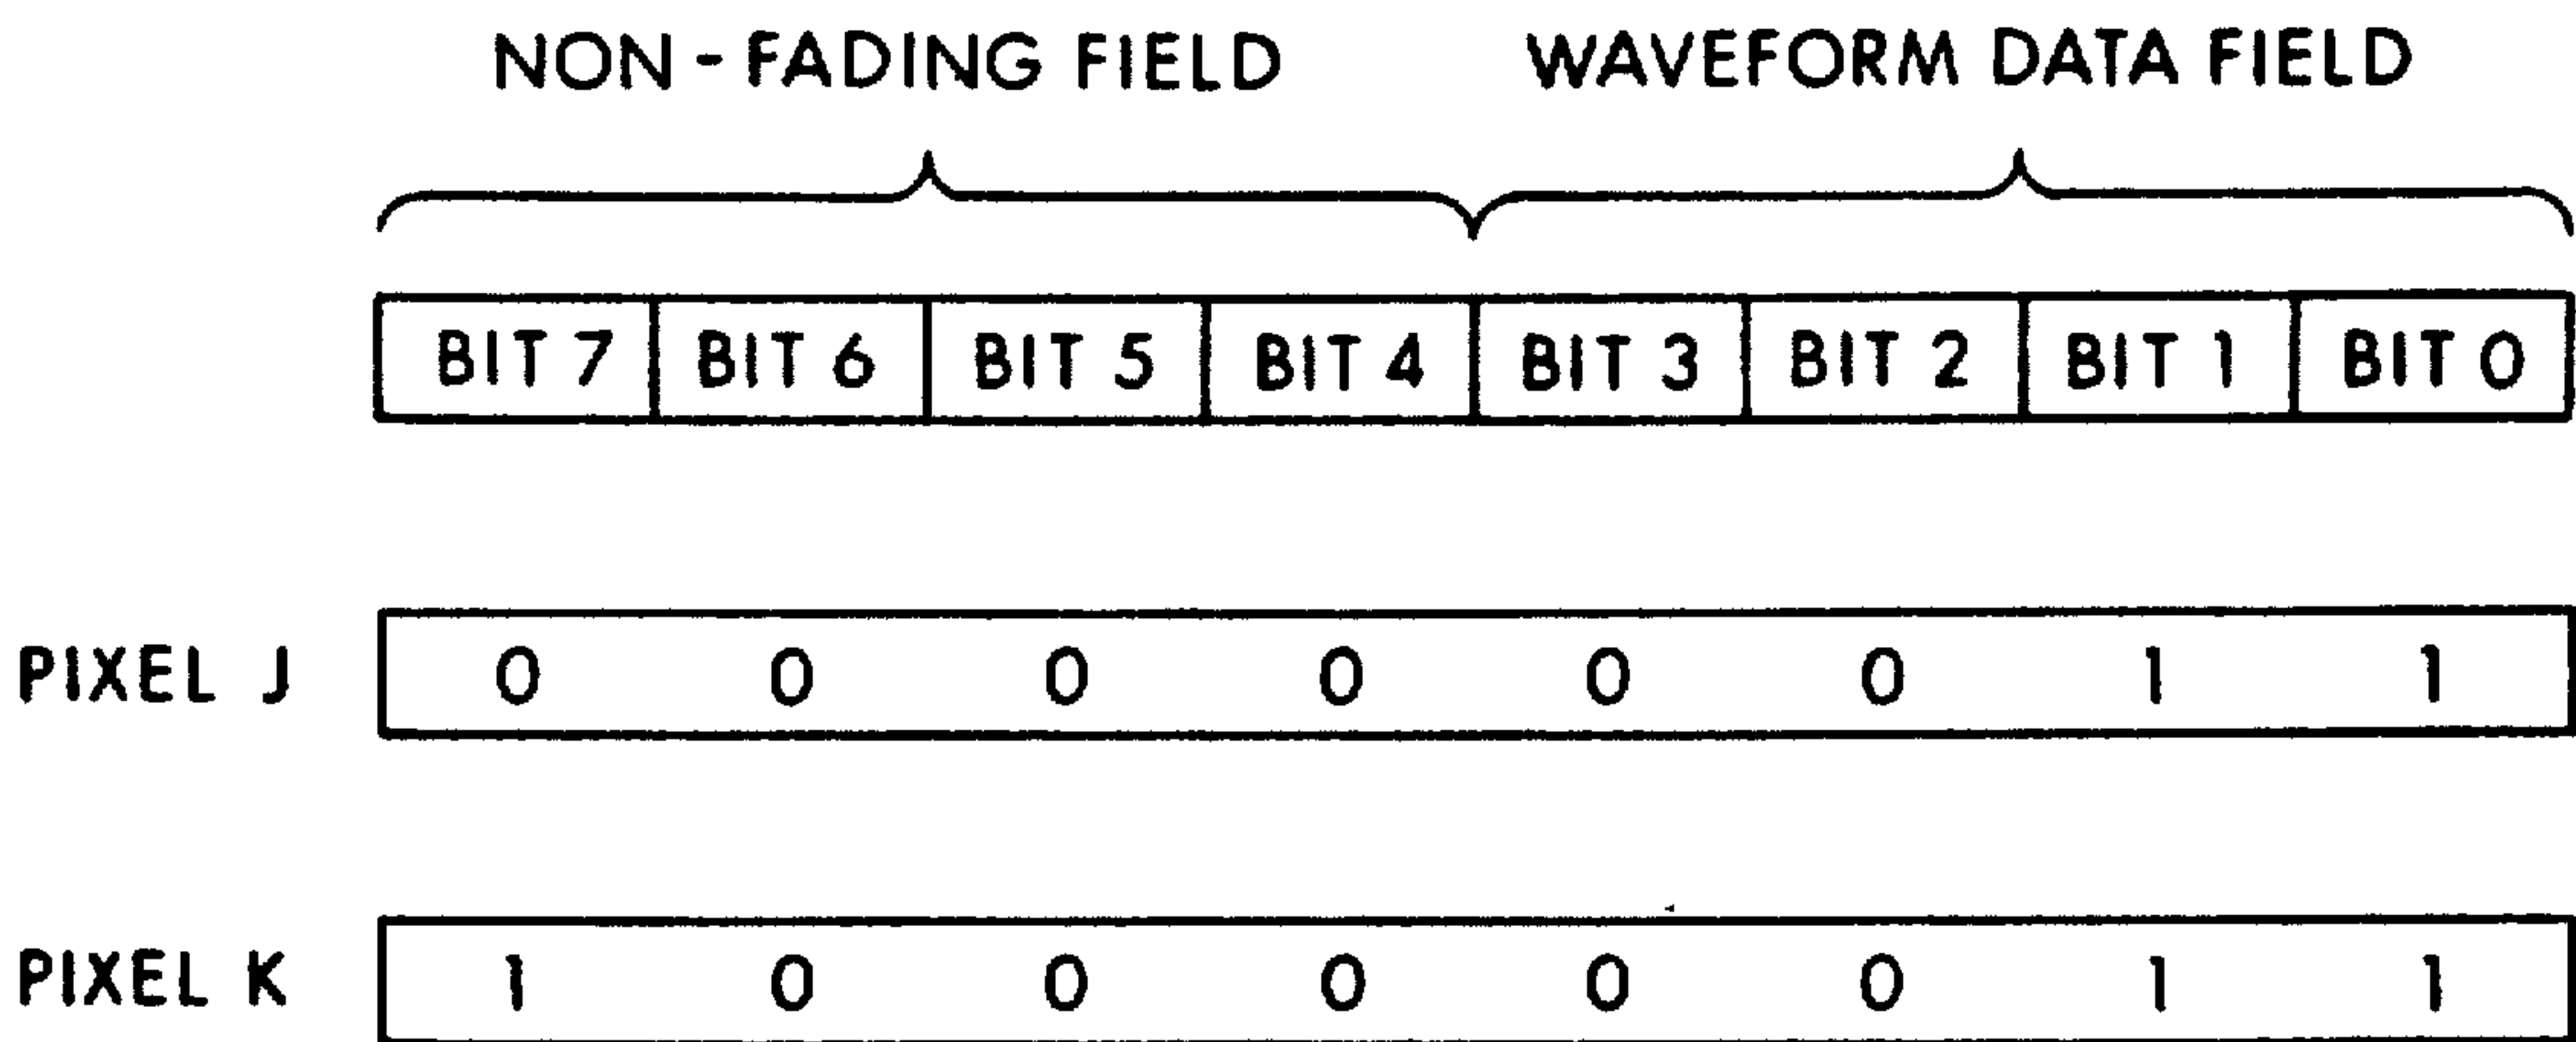 NON - FADING FIELD WAVEFORM DATA FIELD
BIT 7 BIT 6 BIT 5 BIT 4 BIT 3 BIT 2 BIT 1 BIT 0
PIXEL J 0 0 0 0 0 0 1 1
PIXEL K 1 0 0 0 0 0 1 1